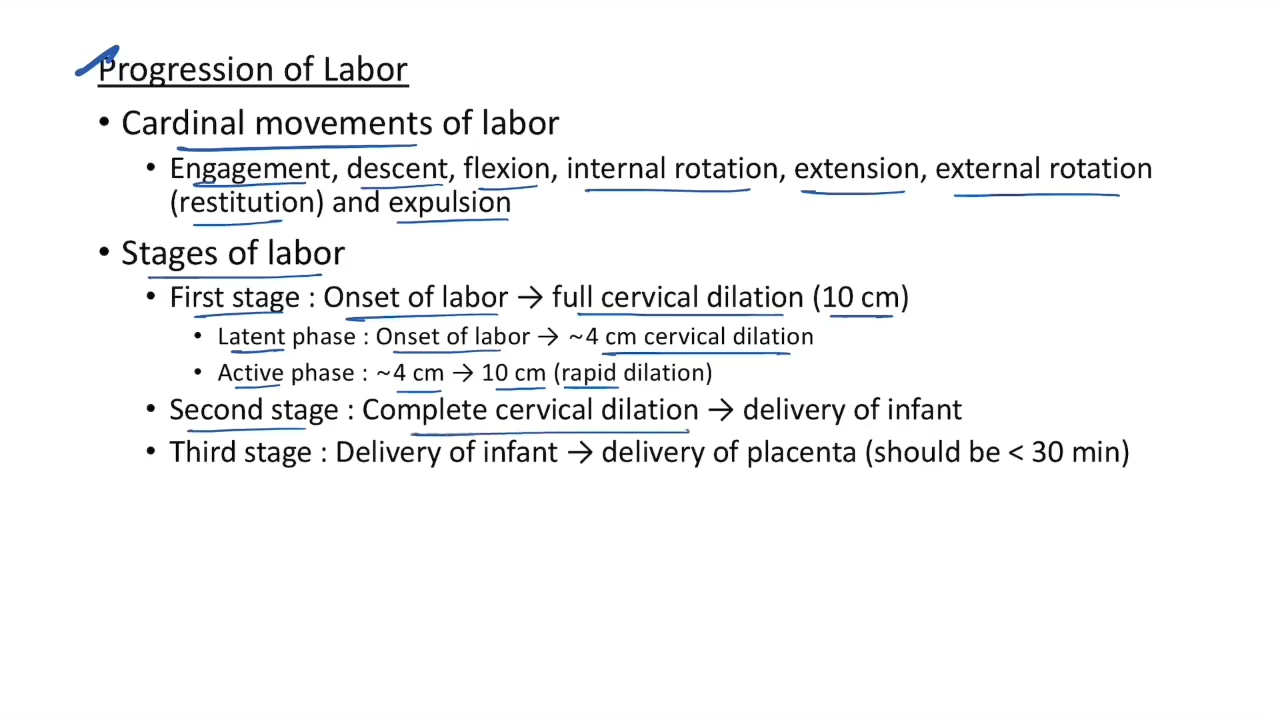 Progression of Labor
• Cardinal movements of labor
• Engagement, descent, flexion, internal rotation, extension, external rotation
(restitution) and expulsion
• Stages of labor
• First stage : Onset of labor → full cervical dilation (10 cm)
• Latent phase : Onset of labor → ~4 cm cervical dilation
• Active phase : ~4 cm → 10 cm (rapid dilation)
• Second stage : Complete cervical dilation → delivery of infant
• Third stage : Delivery of infant → delivery of placenta (should be < 30 min)